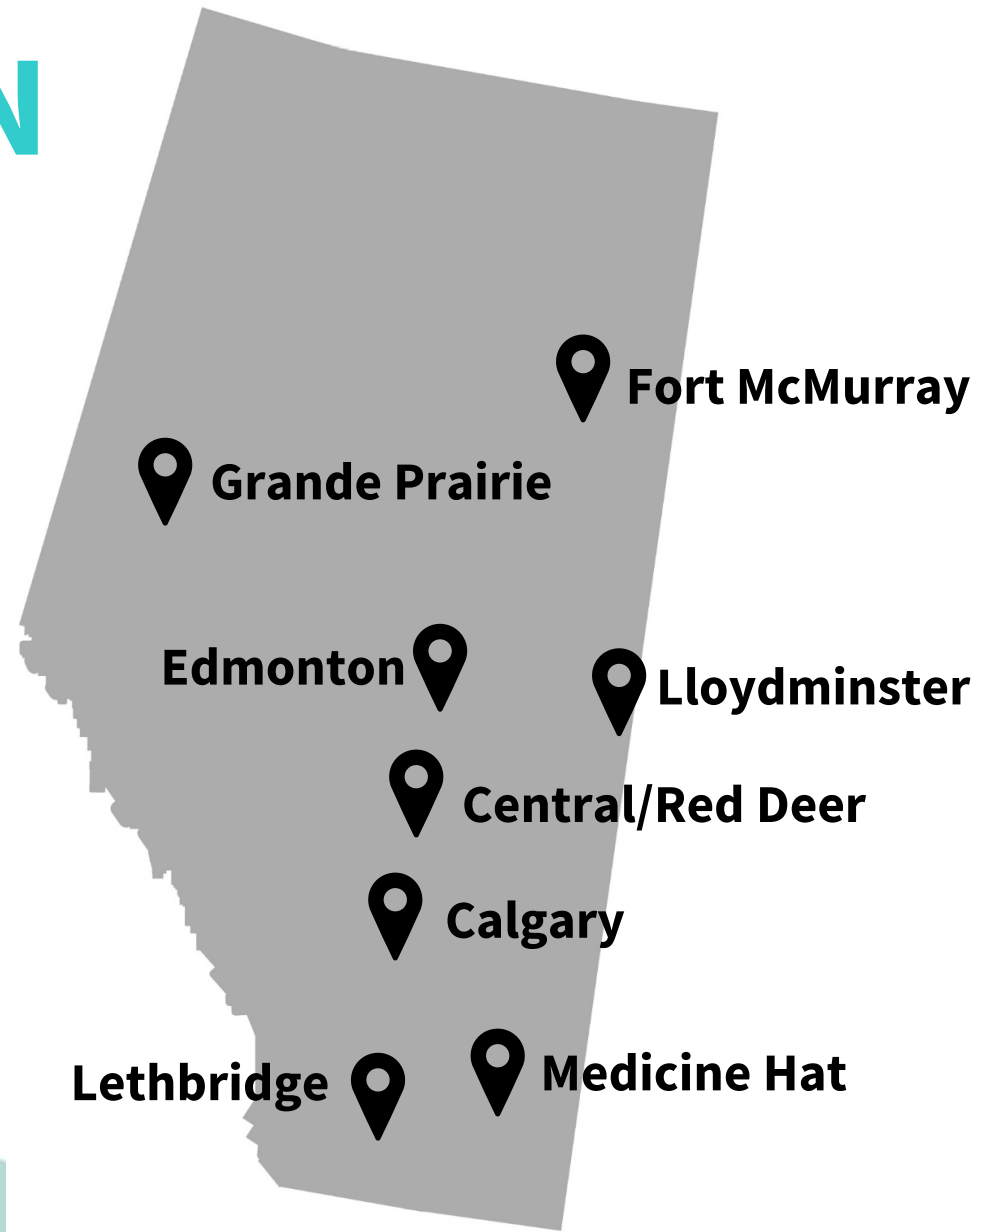 N
Fort McMurray
Grande Prairie
Edmonton
Lloydminster
Central/Red Deer
Calgary
Lethbridge
Medicine Hat